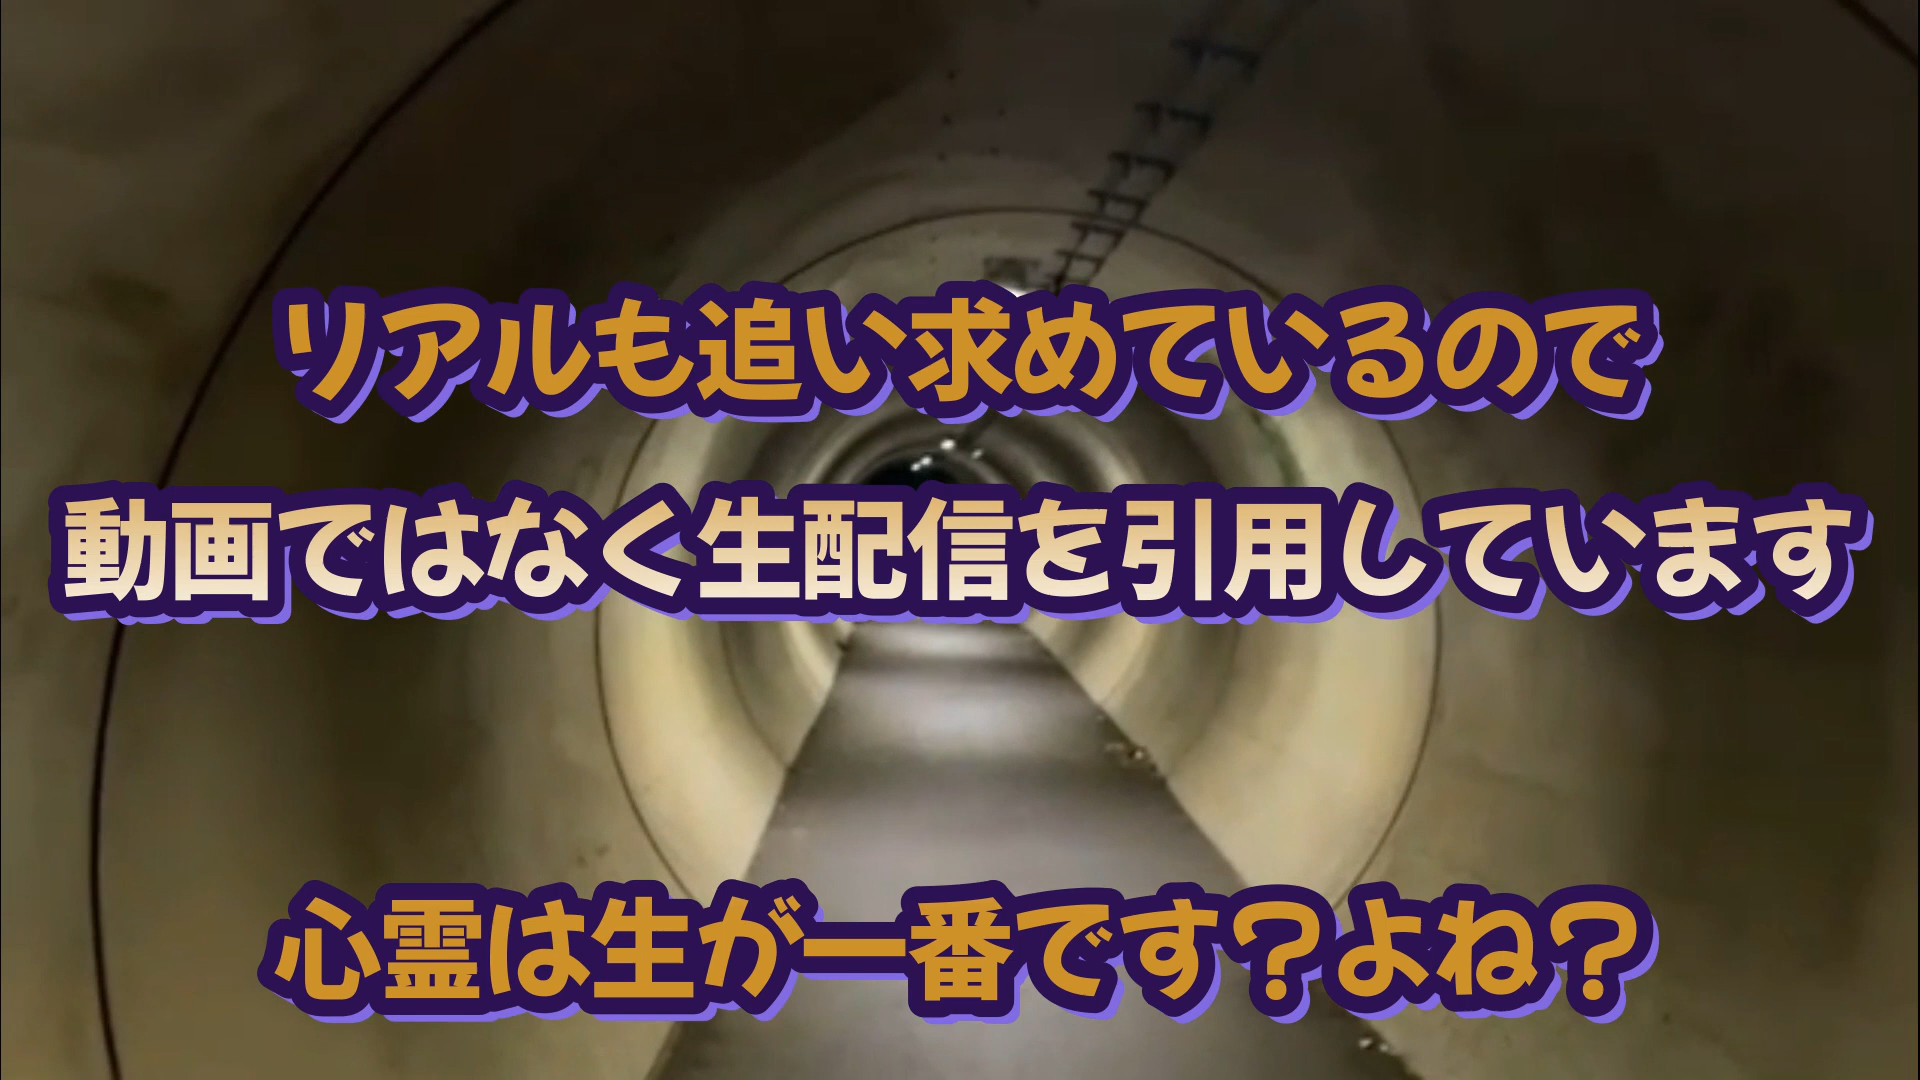 リアルも追い求めているので
動画ではなく生配信を引用しています
心霊は生が一番です？よね？